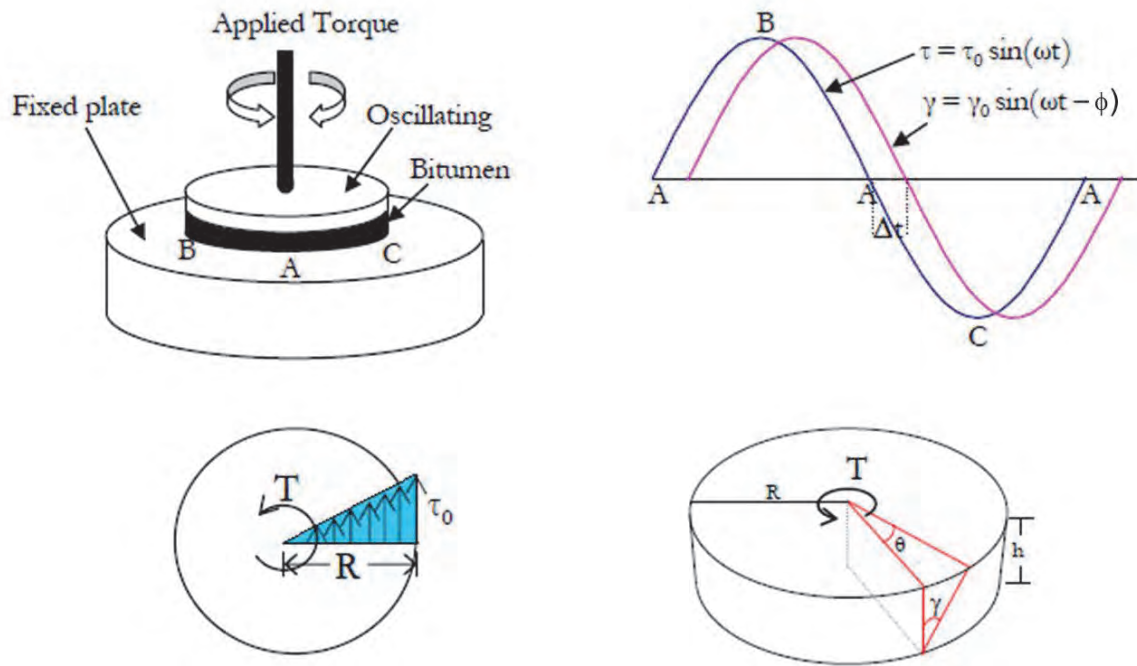 Applied Torque
Fixed plate
Oscillating
Bitumen
B
A
C
B
τ = τ₀ sin(ωt)
γ = γ₀ sin(ωt − ϕ)
A
A
A
Δt
C
T
τ₀
R
T
R
θ
h
γ